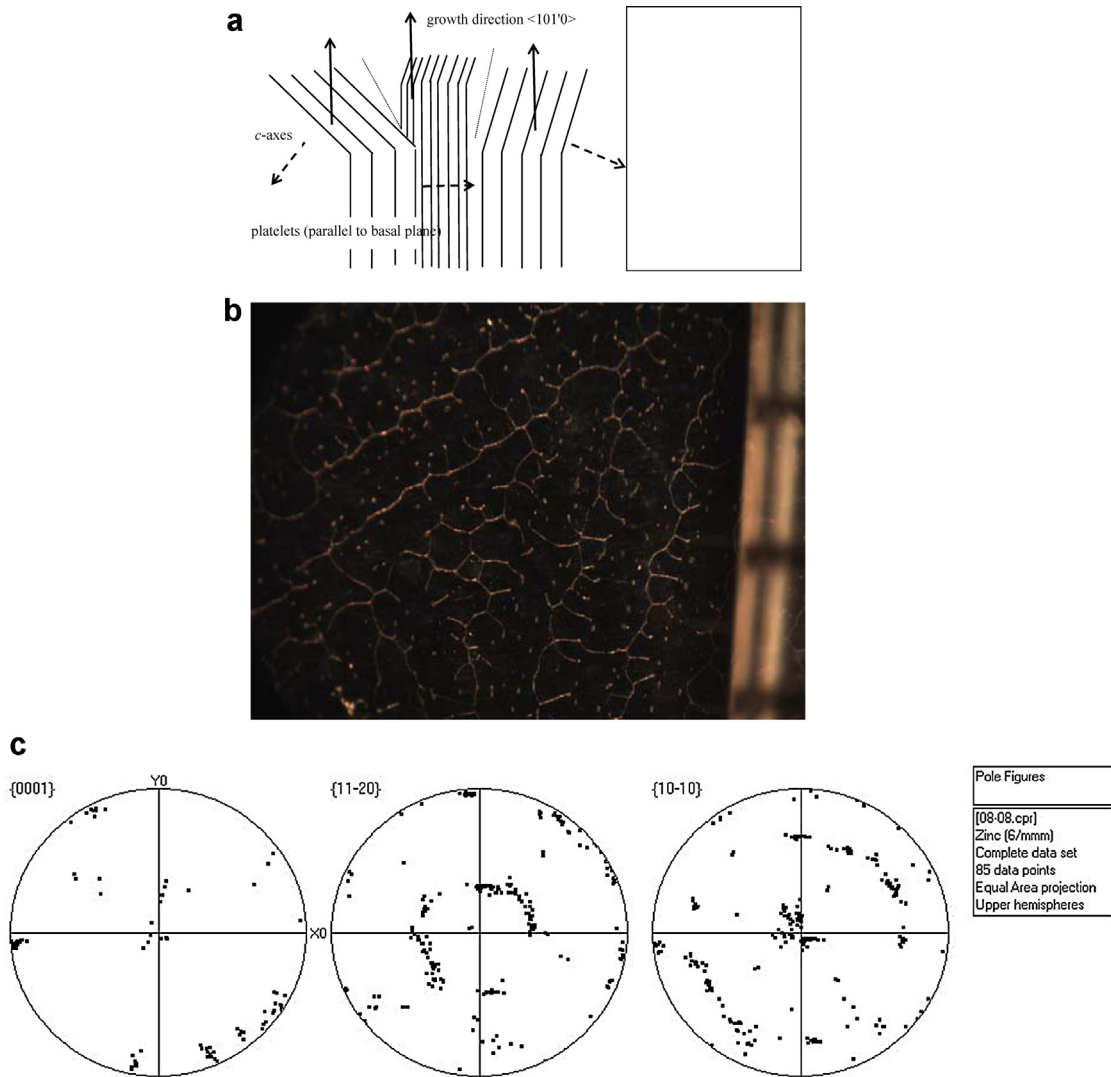 a
growth direction <101'0>
c-axes
platelets (parallel to basal plane)
b
c
{0001}
Y0
X0
{11-20}
{10-10}
Pole Figures
[08-08.cpr]
Zinc (6/mmm)
Complete data set
85 data points
Equal Area projection
Upper hemispheres